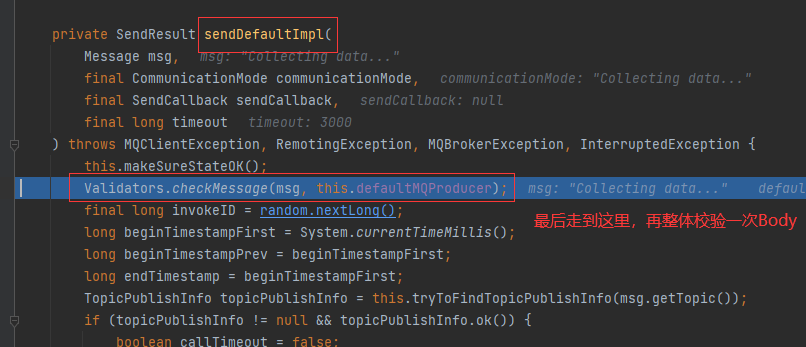 private SendResult sendDefaultImpl(
Message msg, msg: "Collecting data..."
final CommunicationMode communicationMode, communicationMode: "Collecting data..."
final SendCallback sendCallback, sendCallback: null
final long timeout timeout: 3000
) throws MQClientException, RemotingException, MQBrokerException, InterruptedException {
this.makeSureStateOK();
Validators.checkMessage(msg, this.defaultMQProducer); msg: "Collecting data..." defaul
final long invokeID = random.nextLong();
最后走到这里，再整体校验一次Body
long beginTimestampFirst = System.currentTimeMillis();
long beginTimestampPrev = beginTimestampFirst;
long endTimestamp = beginTimestampFirst;
TopicPublishInfo topicPublishInfo = this.tryToFindTopicPublishInfo(msg.getTopic());
if (topicPublishInfo != null && topicPublishInfo.ok()) {
boolean callTimeout = false;